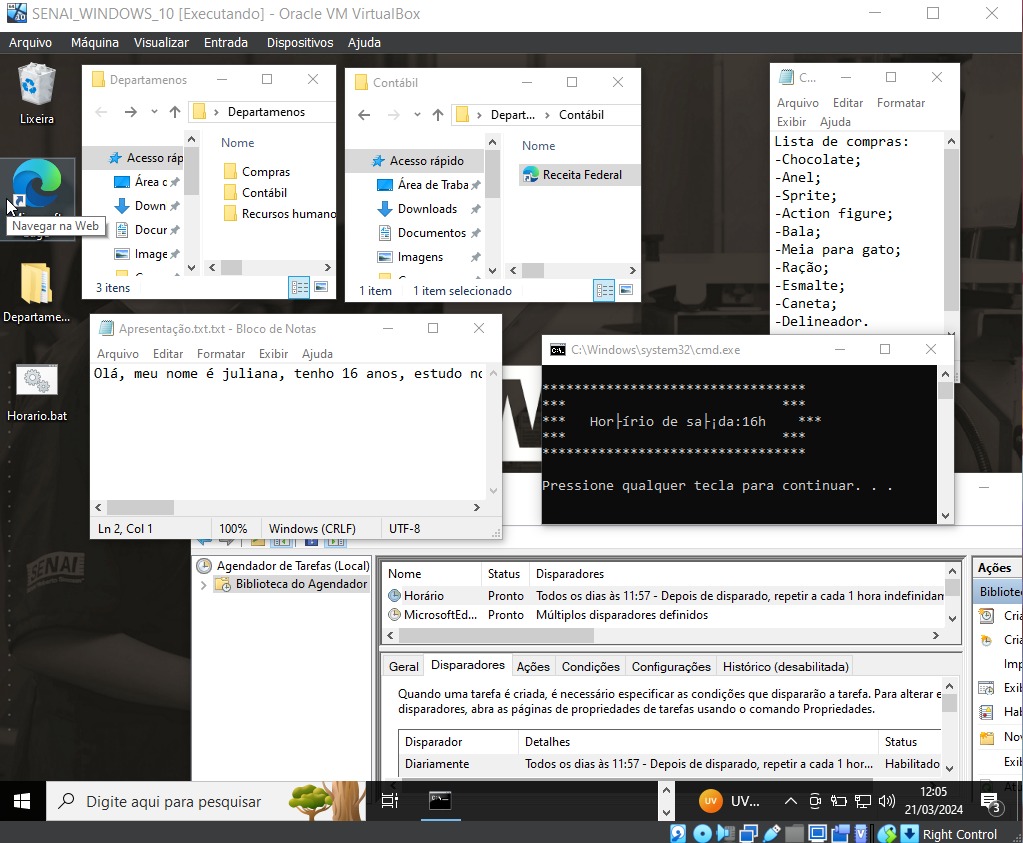 SENAI_WINDOWS_10 [Executando] - Oracle VM VirtualBox
Arquivo Máquina Visualizar Entrada Dispositivos Ajuda
Lixeira
Navegar na Web
Departame...
Horario.bat
Departamenos
Departamenos
Nome
Acesso ráp
Área d
Down
Docur
Image
Compras
Contábil
Recursos humano
3 itens
Contábil
Depart... Contábil
Nome
Acesso rápido
Área de Traba
Downloads
Documentos
Imagens
Receita Federal
1 item 1 item selecionado
C...
Arquivo Editar Formatar
Exibir Ajuda
Lista de compras:
-Chocolate;
-Anel;
-Sprite;
-Action figure;
-Bala;
-Meia para gato;
-Ração;
-Esmalte;
-Caneta;
-Delineador.
Apresentação.txt.txt - Bloco de Notas
Arquivo Editar Formatar Exibir Ajuda
Olá, meu nome é juliana, tenho 16 anos, estudo no
Ln 2, Col 1 100% Windows (CRLF) UTF-8
C:\Windows\system32\cmd.exe
*********************************
*** ***
*** Hor├írio de sa├¡da:16h ***
*** ***
*********************************
Pressione qualquer tecla para continuar. . .
SENAI
Agendador de Tarefas (Local)
Biblioteca do Agendador
Nome Status Disparadores
Horário Pronto Todos os dias às 11:57 - Depois de disparado, repetir a cada 1 hora indefinidam
MicrosoftEd... Pronto Múltiplos disparadores definidos
Geral Disparadores Ações Condições Configurações Histórico (desabilitada)
Quando uma tarefa é criada, é necessário especificar as condições que dispararão a tarefa. Para alterar e
disparadores, abra as páginas de propriedades de tarefas usando o comando Propriedades.
Disparador Detalhes Status
Diariamente Todos os dias às 11:57 - Depois de disparado, repetir a cada 1 hor... Habilitado
Ações
Bibliotec
Cria
Cria
Imp
Exib
Hab
Nov
Exib
Digite aqui para pesquisar
UV UV...
12:05
21/03/2024
3
Right Control